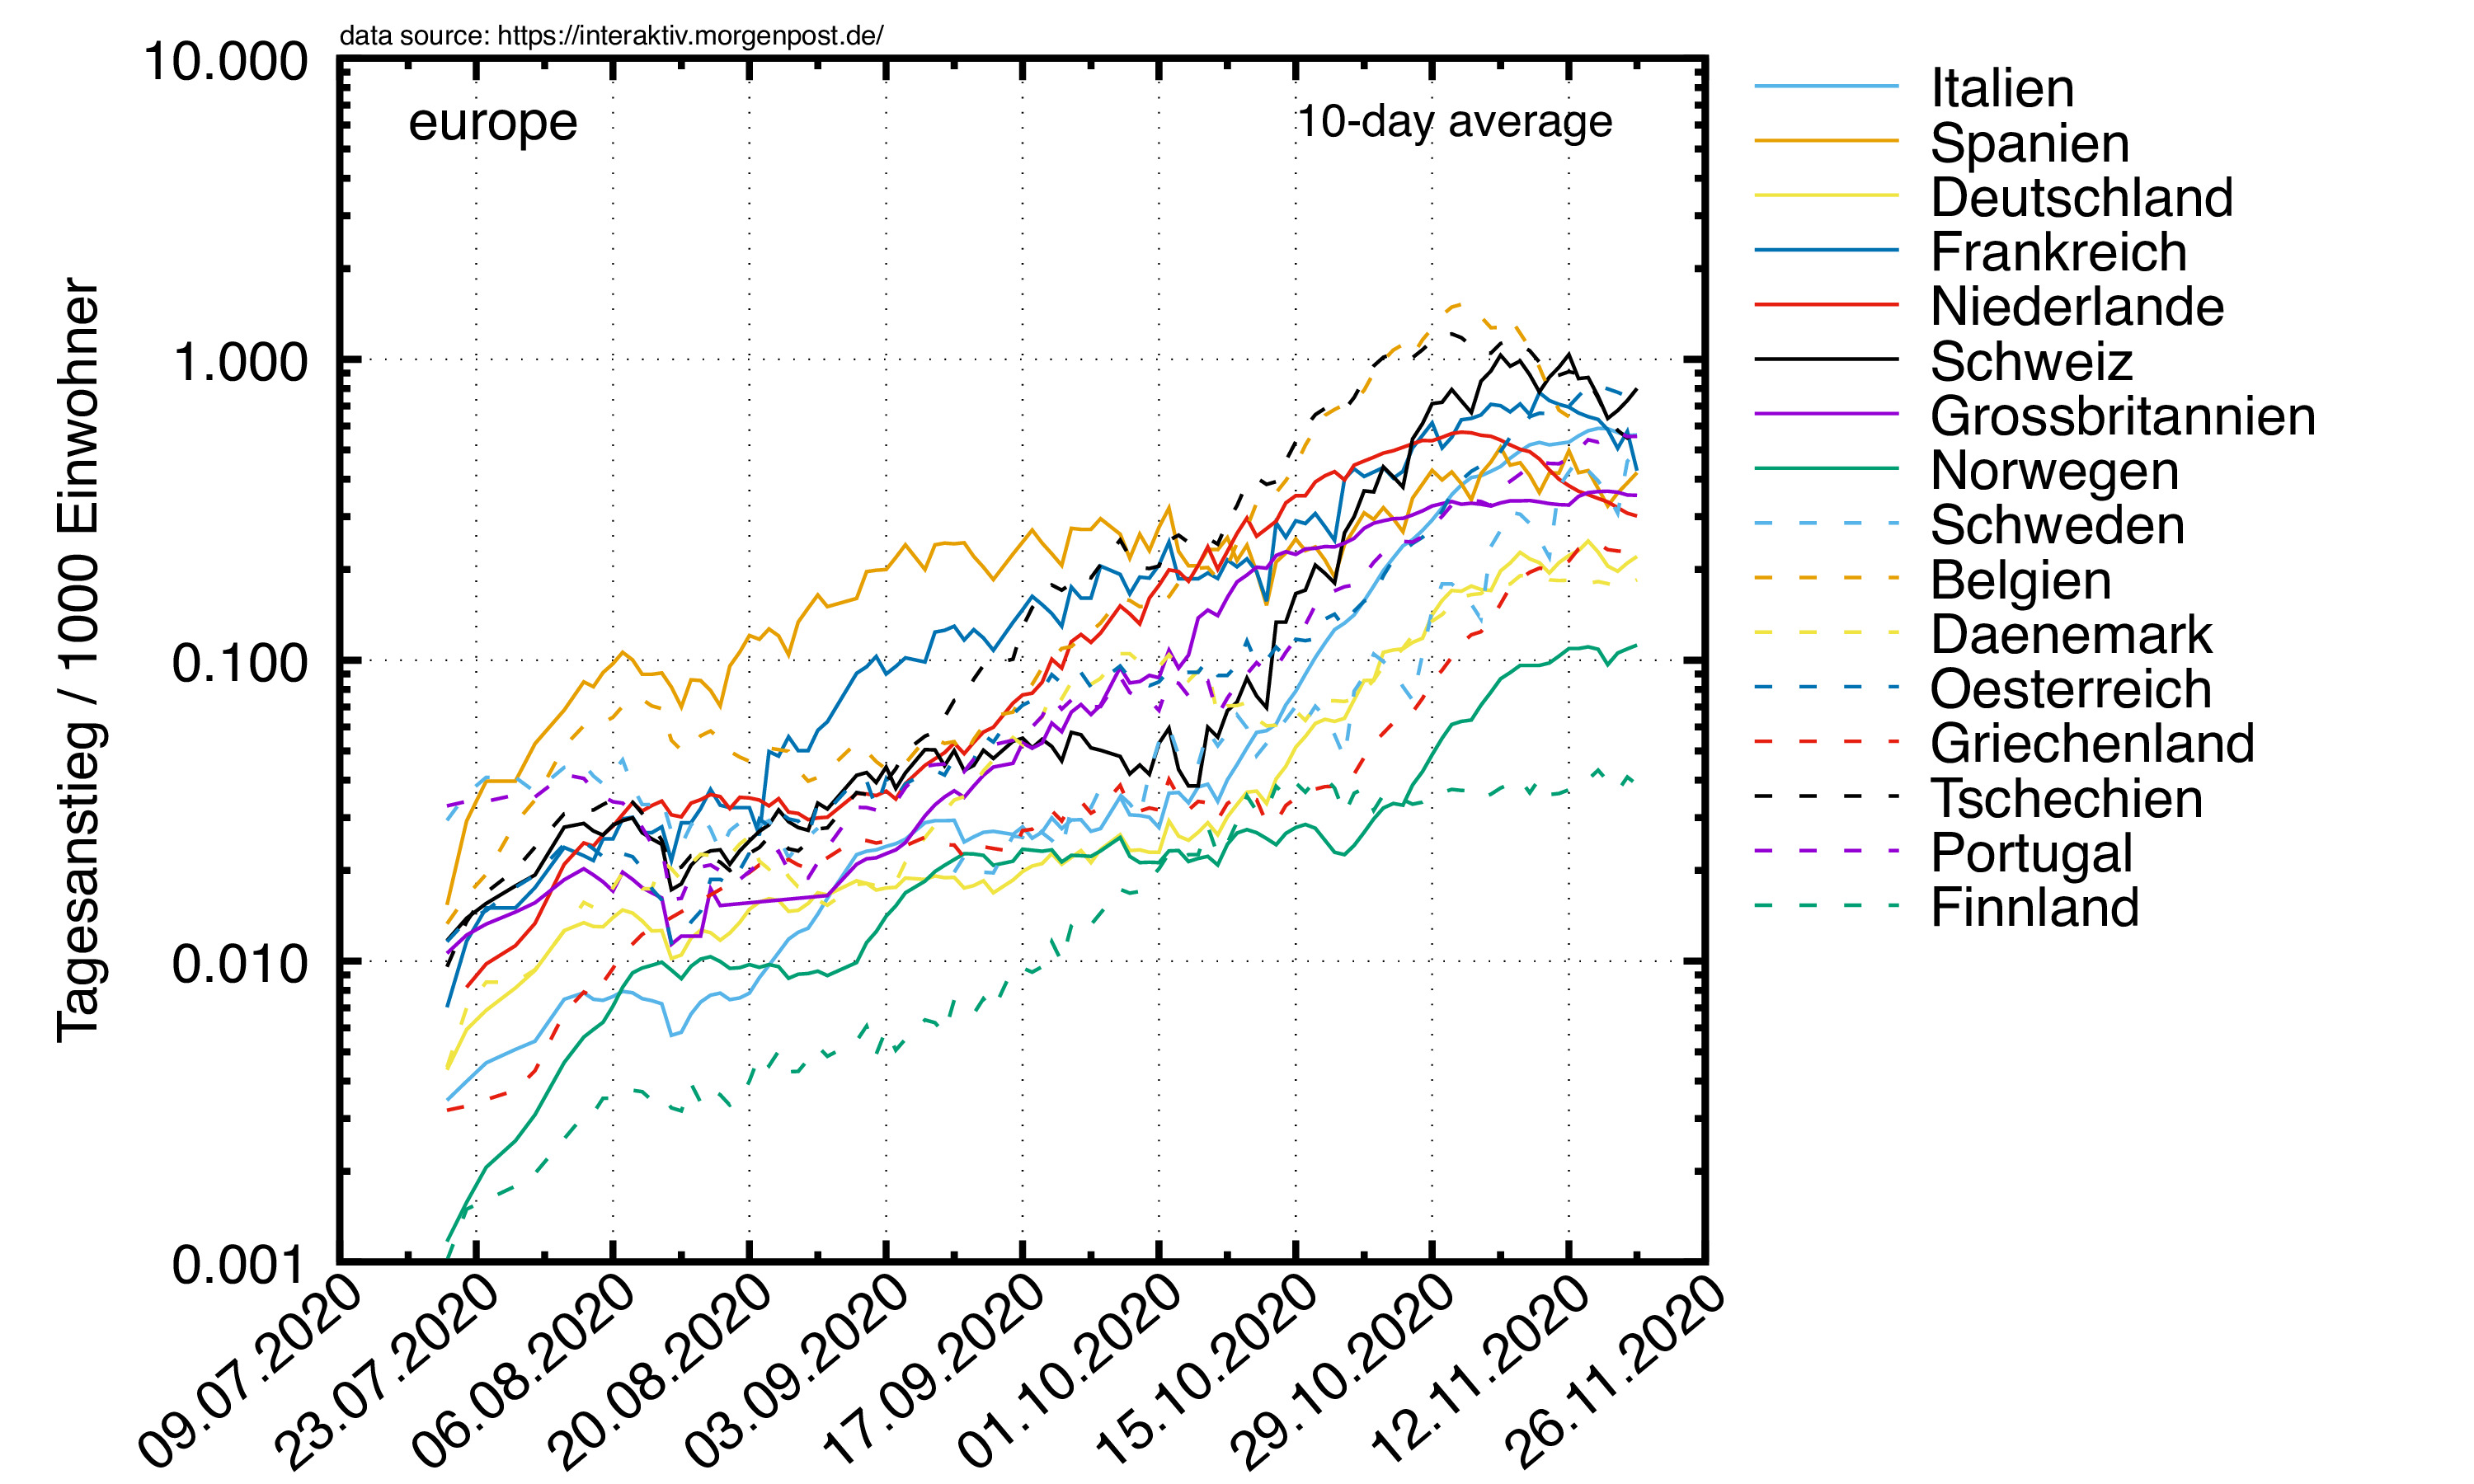 data source: https://interaktiv.morgenpost.de/
europe
10-day average
Tagesanstieg / 1000 Einwohner
10.000
1.000
0.100
0.010
0.001
09.07.2020
23.07.2020
06.08.2020
20.08.2020
03.09.2020
17.09.2020
01.10.2020
15.10.2020
29.10.2020
12.11.2020
26.11.2020
Italien
Spanien
Deutschland
Frankreich
Niederlande
Schweiz
Grossbritannien
Norwegen
Schweden
Belgien
Daenemark
Oesterreich
Griechenland
Tschechien
Portugal
Finnland